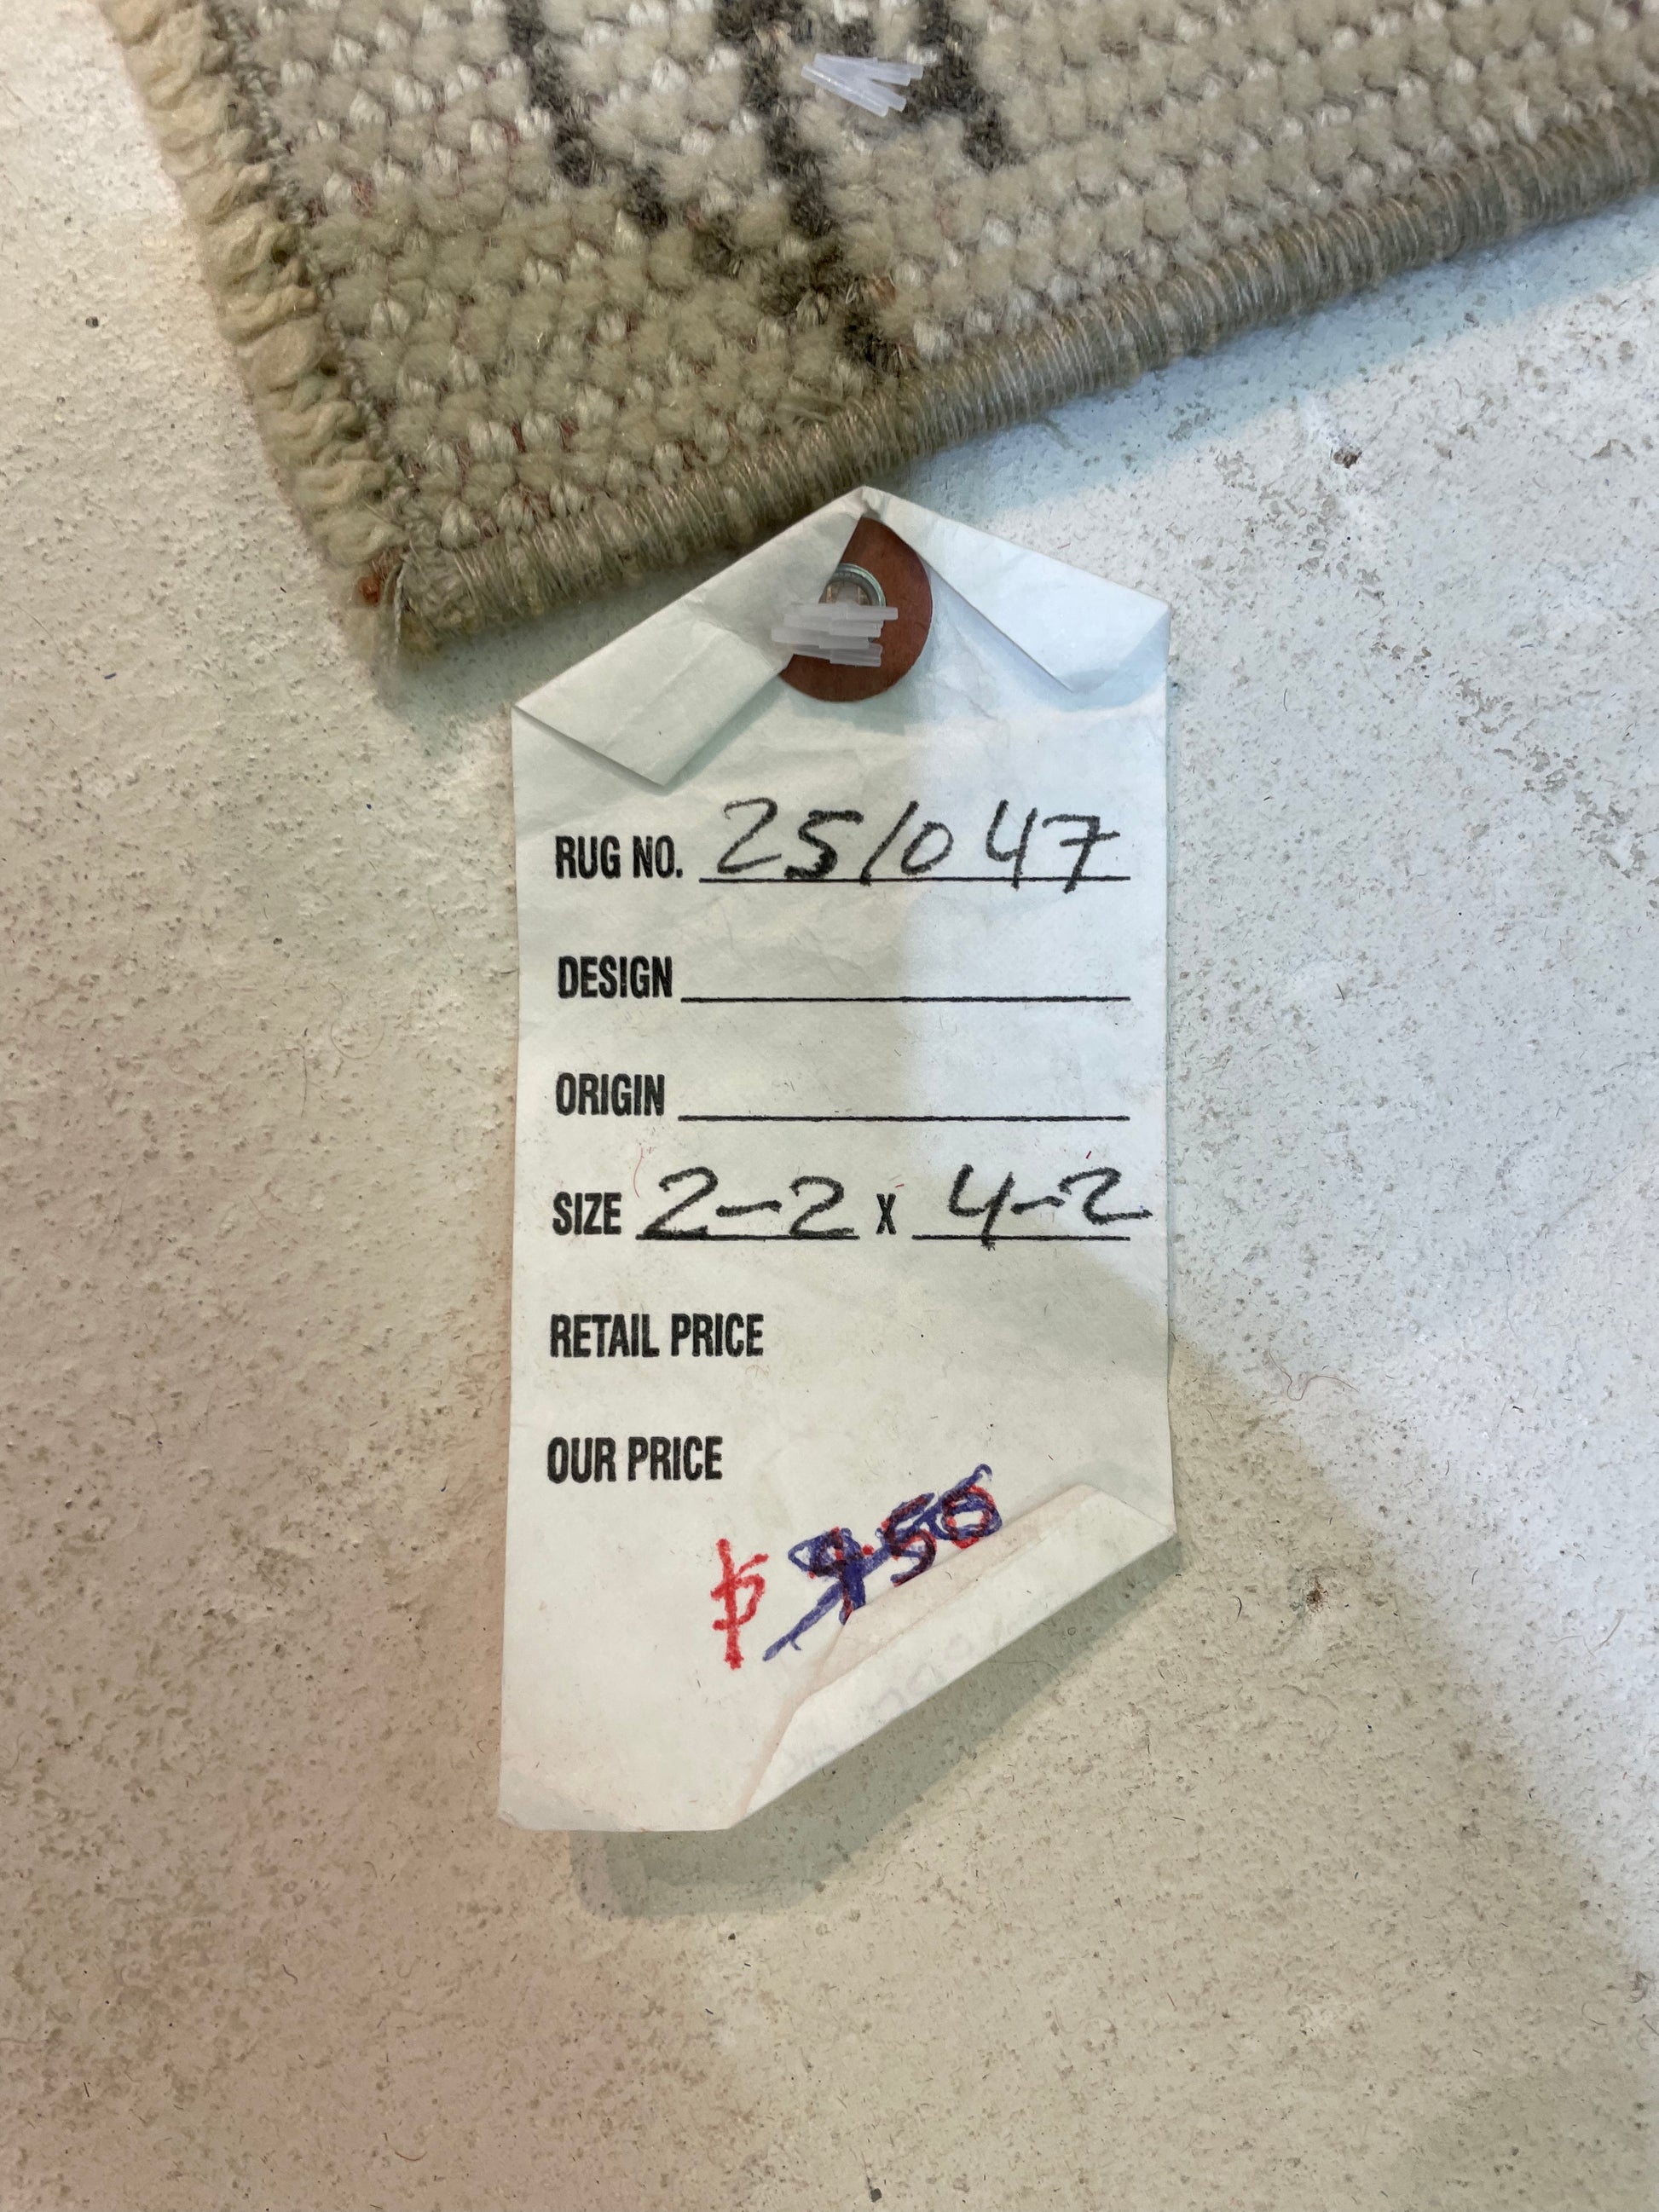 RUG NO. 251047
DESIGN
ORIGIN
SIZE 2-2 X 4-2
RETAIL PRICE
OUR PRICE
$